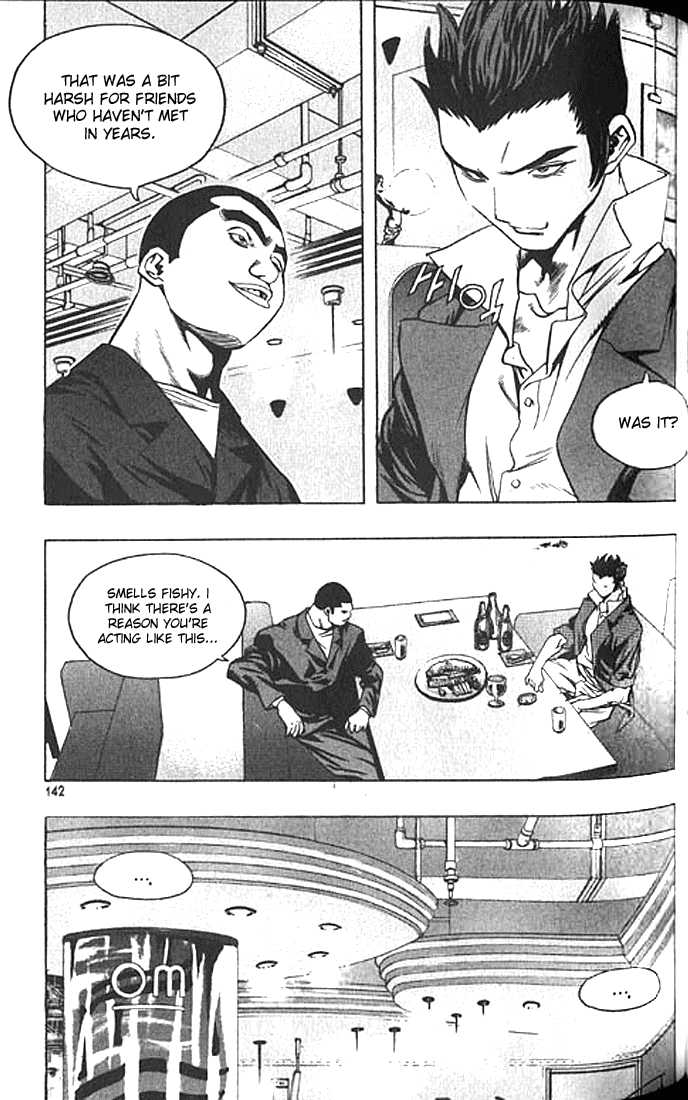 THAT WAS A BIT
HARSH FOR FRIENDS
WHO HAVEN'T MET
IN YEARS.
WAS IT?
SMELLS FISHY. I
THINK THERE'S A
REASON YOU'RE
ACTING LIKE THIS...
142
...
Om
...